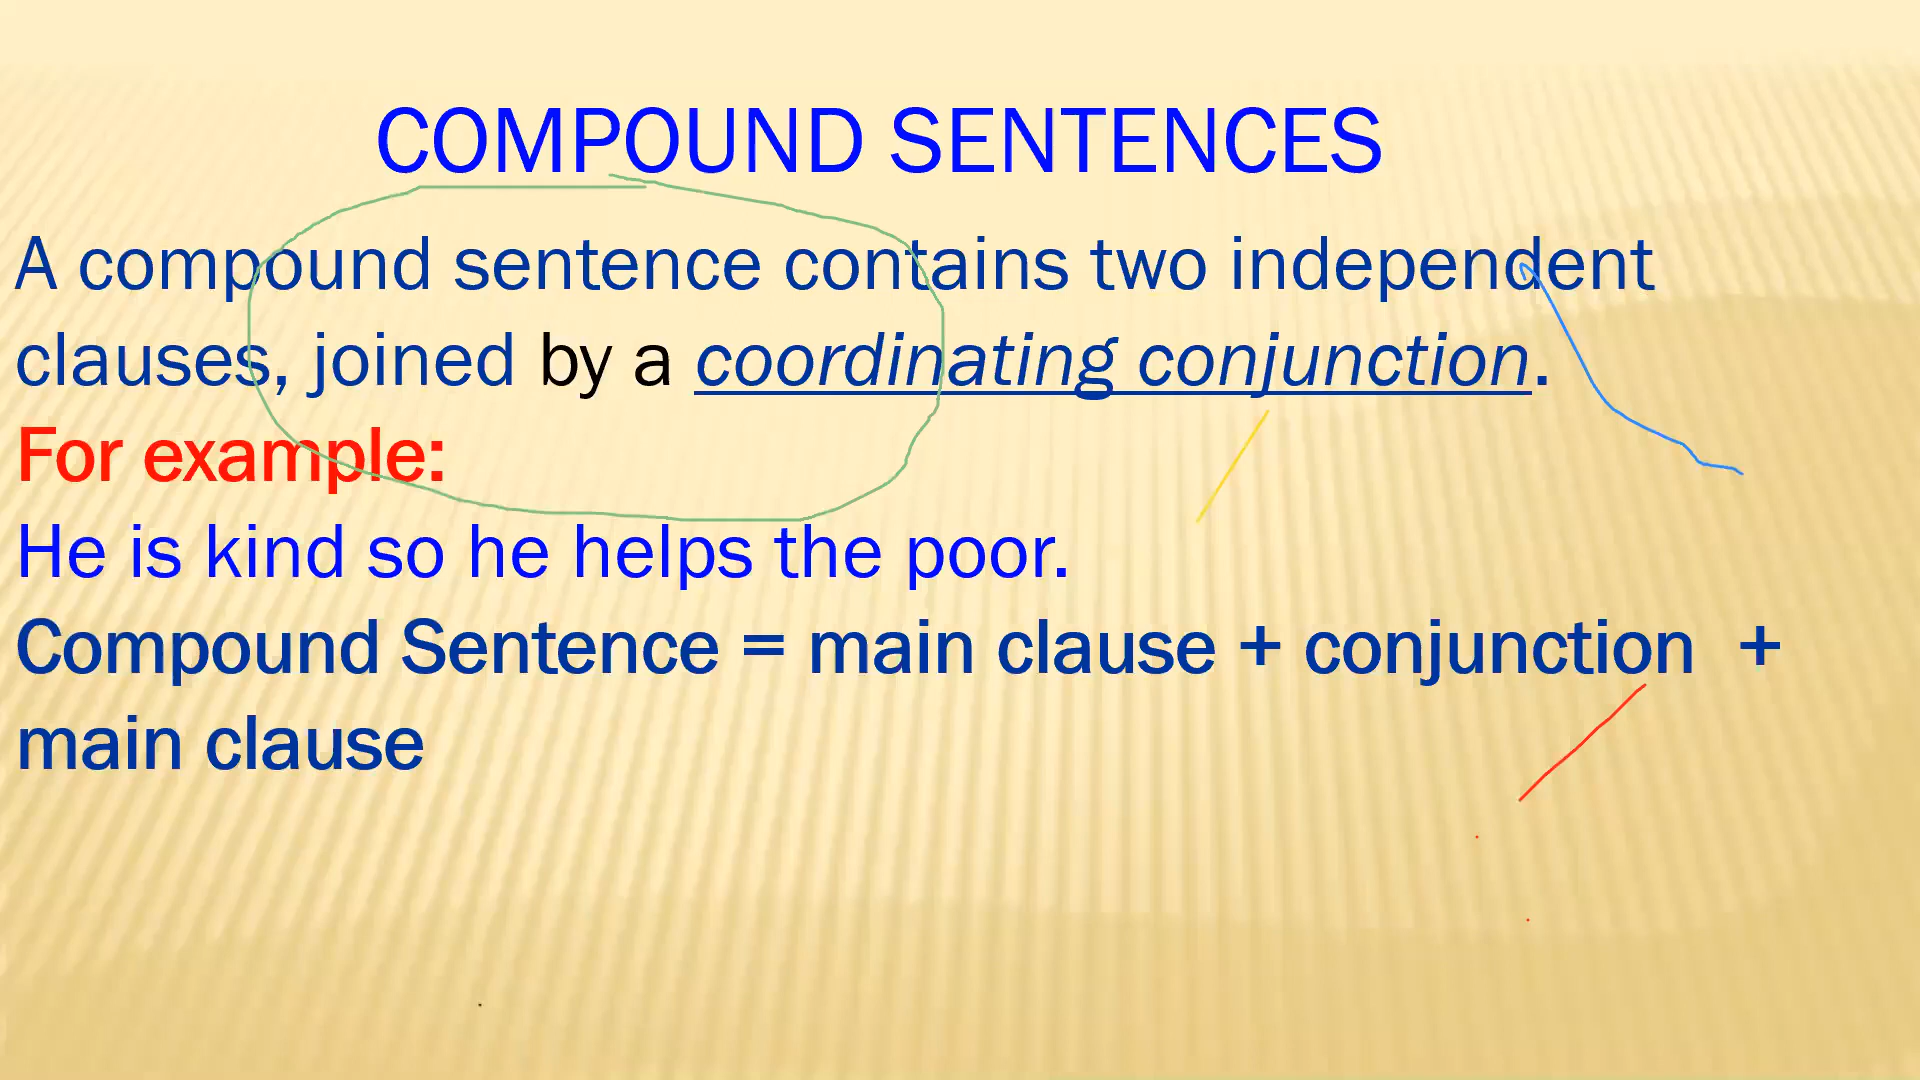 COMPOUND SENTENCES
A compound sentence contains two independent
clauses, joined by a coordinating conjunction.
For example:
He is kind so he helps the poor.
Compound Sentence = main clause + conjunction +
main clause